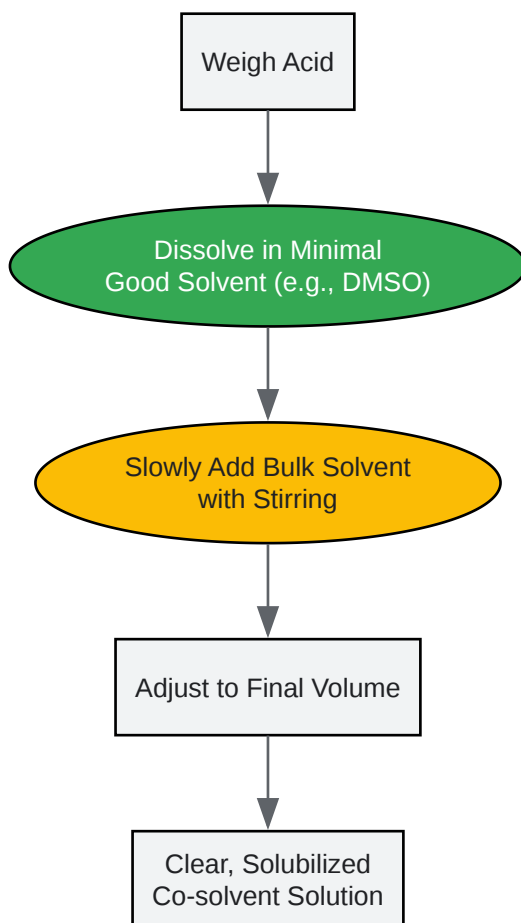 Weigh Acid
Dissolve in Minimal
Good Solvent (e.g., DMSO)
Slowly Add Bulk Solvent
with Stirring
Adjust to Final Volume
Clear, Solubilized
Co-solvent Solution